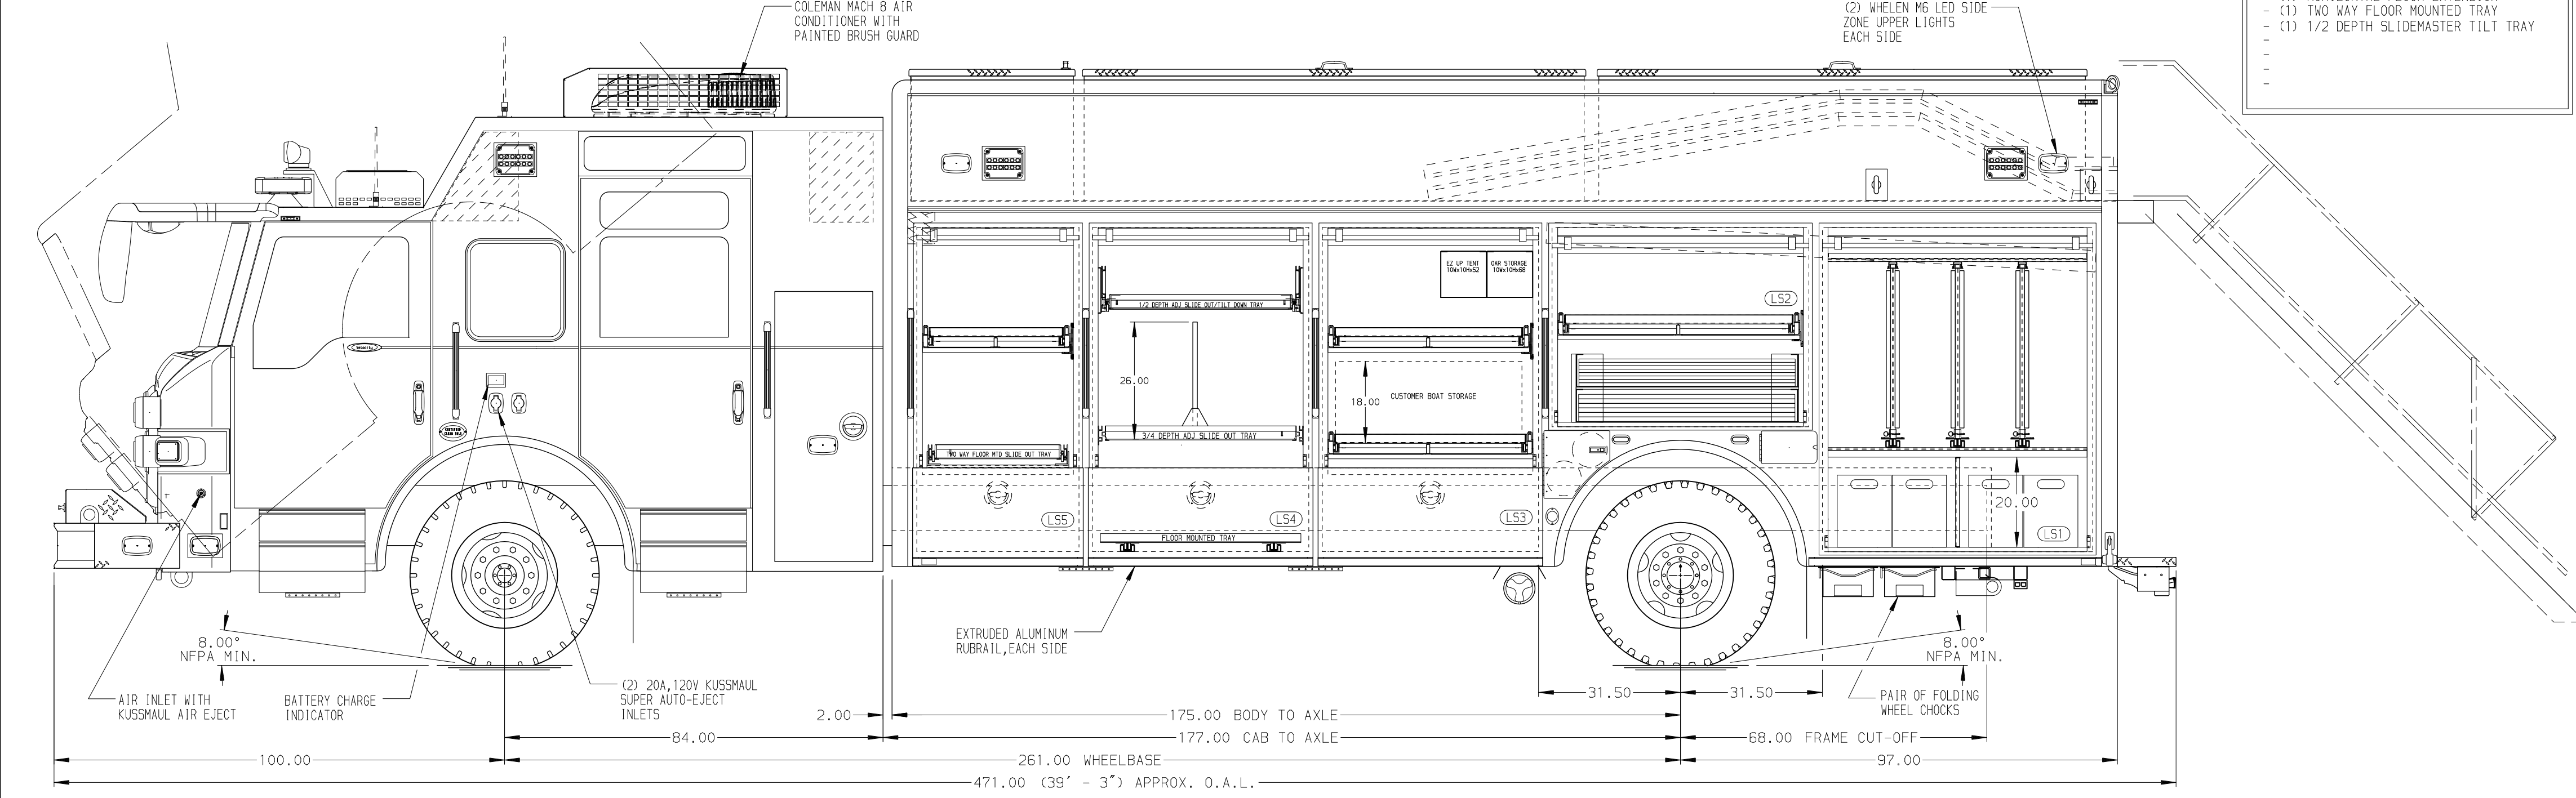 COLEMAN MACH 8 AIR
CONDITIONER WITH
PAINTED BRUSH GUARD
(2) WHELEN M6 LED SIDE
ZONE UPPER LIGHTS
EACH SIDE
- (1) TWO WAY FLOOR MOUNTED TRAY
- (1) 1/2 DEPTH SLIDEMASTER TILT TRAY
-
-
-
EZ UP TENT
10Wx10Hx52
OAR STORAGE
10Wx10Hx68
LS2
1/2 DEPTH ADJ SLIDE OUT/TILT DOWN TRAY
Velocity
26.00
18.00
CUSTOMER BOAT STORAGE
3/4 DEPTH ADJ SLIDE OUT TRAY
TWO WAY FLOOR MTD SLIDE OUT TRAY
20.00
LS5
LS4
LS3
LS1
FLOOR MOUNTED TRAY
8.00°
NFPA MIN.
EXTRUDED ALUMINUM
RUBRAIL,EACH SIDE
8.00°
NFPA MIN.
AIR INLET WITH
KUSSMAUL AIR EJECT
BATTERY CHARGE
INDICATOR
(2) 20A,120V KUSSMAUL
SUPER AUTO-EJECT
INLETS
31.50
31.50
PAIR OF FOLDING
WHEEL CHOCKS
2.00
175.00 BODY TO AXLE
84.00
177.00 CAB TO AXLE
68.00 FRAME CUT-OFF
100.00
261.00 WHEELBASE
97.00
471.00 (39' - 3") APPROX. O.A.L.